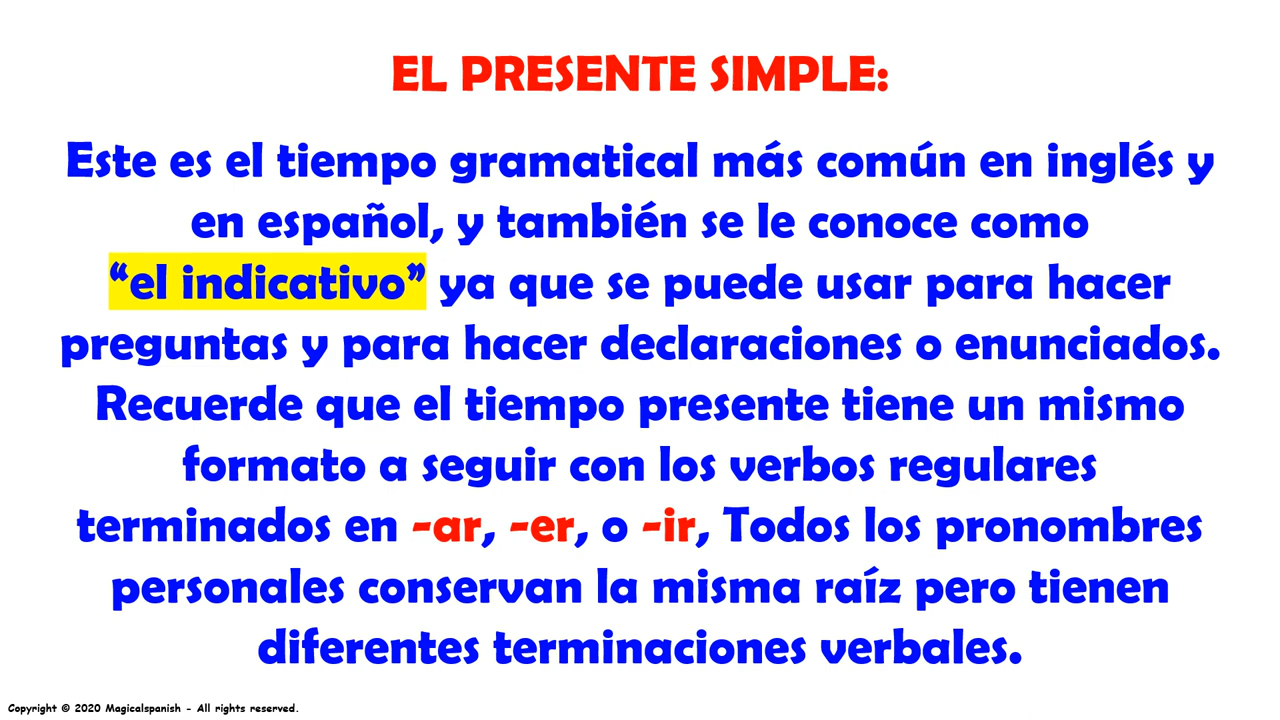 EL PRESENTE SIMPLE:
Este es el tiempo gramatical más común en inglés y
en español, y también se le conoce como
“el indicativo” ya que se puede usar para hacer
preguntas y para hacer declaraciones o enunciados.
Recuerde que el tiempo presente tiene un mismo
formato a seguir con los verbos regulares
terminados en -ar, -er, o -ir, Todos los pronombres
personales conservan la misma raíz pero tienen
diferentes terminaciones verbales.
Copyright © 2020 Magicalspanish - All rights reserved.